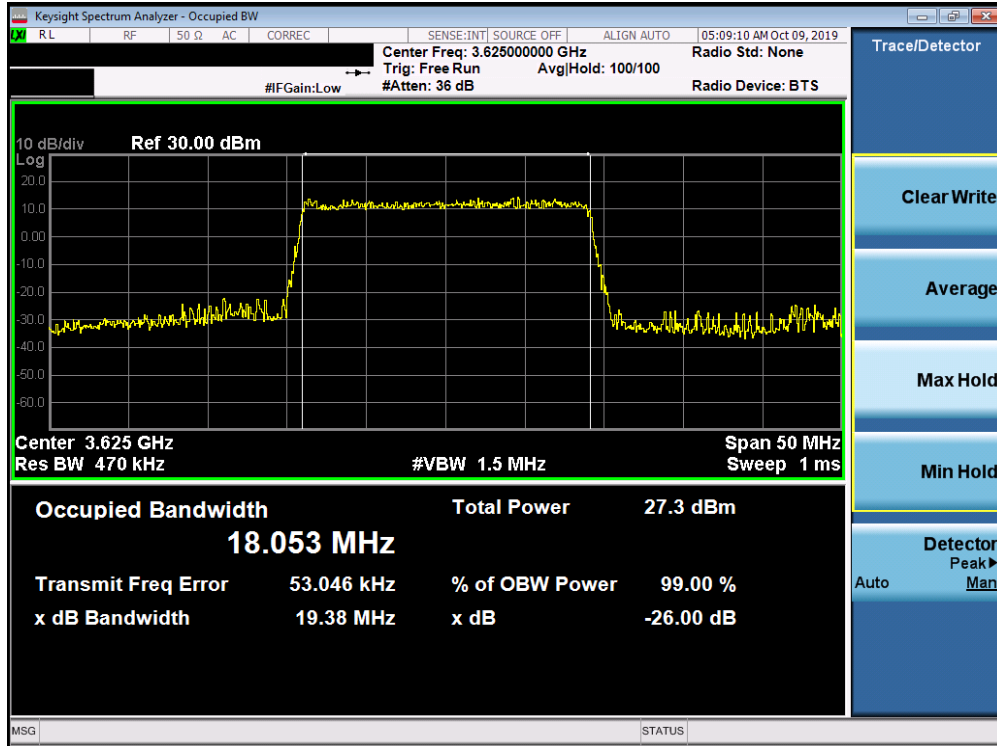 Keysight Spectrum Analyzer - Occupied BW
LXI RL RF 50 Ω AC CORREC SENSE:INT SOURCE OFF ALIGN AUTO 05:09:10 AM Oct 09, 2019
Center Freq: 3.625000000 GHz Radio Std: None
Trig: Free Run Avg|Hold: 100/100
#IFGain:Low #Atten: 36 dB Radio Device: BTS
Trace/Detector
10 dB/div Ref 30.00 dBm
Log
20.0
10.0
0.00
-10.0
-20.0
-30.0
-40.0
-50.0
-60.0
Center 3.625 GHz Span 50 MHz
Res BW 470 kHz #VBW 1.5 MHz Sweep 1 ms
Occupied Bandwidth Total Power 27.3 dBm
18.053 MHz
Transmit Freq Error 53.046 kHz % of OBW Power 99.00 %
x dB Bandwidth 19.38 MHz x dB -26.00 dB
Clear Write
Average
Max Hold
Min Hold
Detector
Peak▶
Auto Man
MSG STATUS